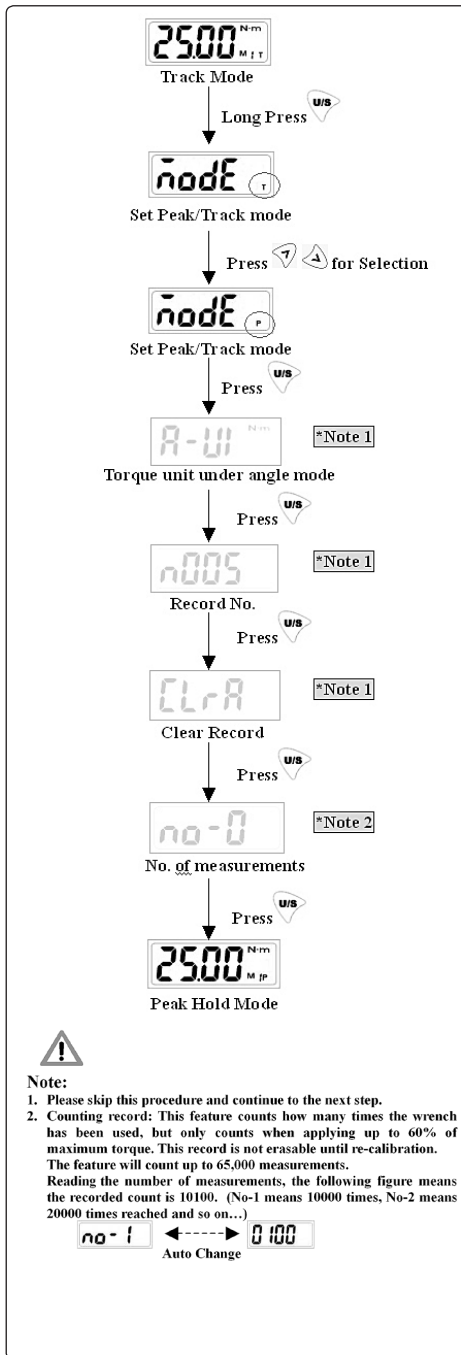 25.00 N·m
M T
Track Mode
Long Press U/S
modE T
Set Peak/Track mode
Press for Selection
modE P
Set Peak/Track mode
Press U/S
A-U1 N·m *Note 1
Torque unit under angle mode
Press U/S
n005 *Note 1
Record No.
Press U/S
CLrA *Note 1
Clear Record
Press U/S
no-0 *Note 2
No. of measurements
Press U/S
25.00 N·m
M P
Peak Hold Mode
Note:
1. Please skip this procedure and continue to the next step.
2. Counting record: This feature counts how many times the wrench
has been used, but only counts when applying up to 60% of
maximum torque. This record is not erasable until re-calibration.
The feature will count up to 65,000 measurements.
Reading the number of measurements, the following figure means
the recorded count is 10100. (No-1 means 10000 times, No-2 means
20000 times reached and so on…)
no-1 0100
Auto Change